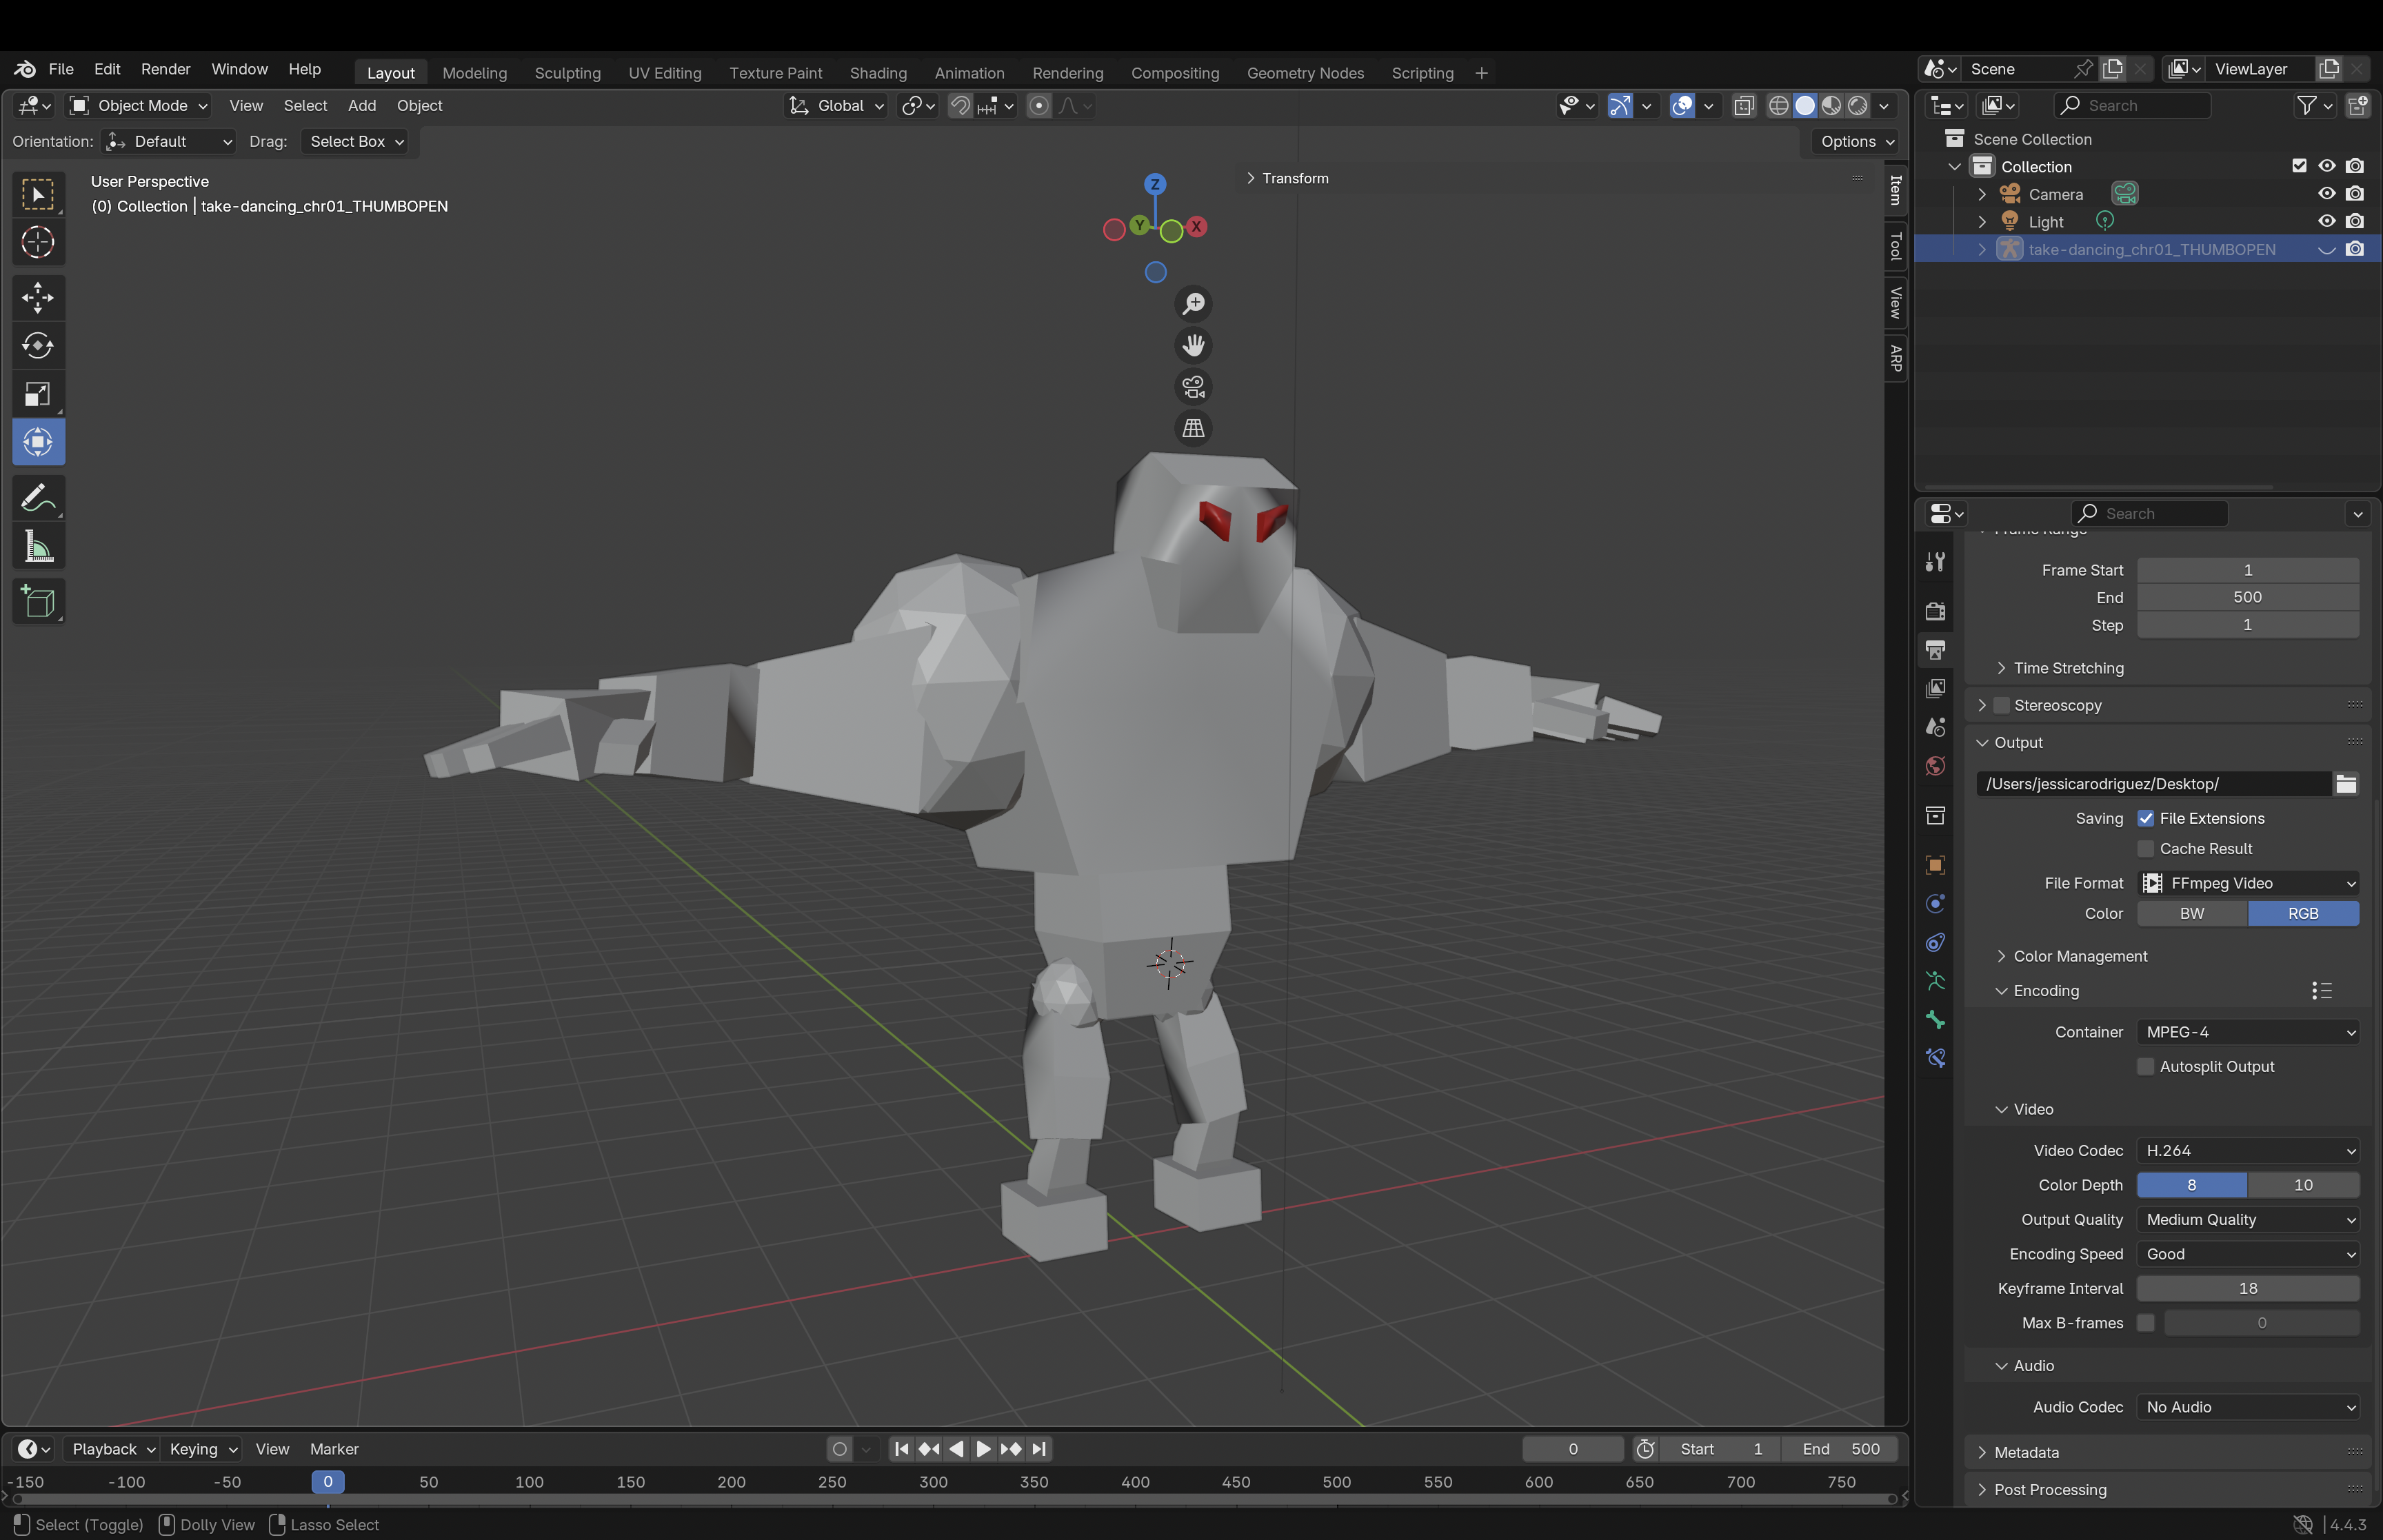 File Edit Render Window Help Layout Modeling Sculpting UV Editing Texture Paint Shading Animation Rendering Compositing Geometry Nodes Scripting + Scene ViewLayer
Object Mode View Select Add Object Global Search
Orientation: Default Drag: Select Box Options
Scene Collection
Collection
Camera
Light
take-dancing_chr01_THUMBOPEN
User Perspective
(0) Collection | take-dancing_chr01_THUMBOPEN
Z
Y
X
Transform
Item
Tool
View
ARP
Search
Frame Range
Frame Start 1
End 500
Step 1
Time Stretching
Stereoscopy
Output
/Users/jessicarodriguez/Desktop/
Saving File Extensions
Cache Result
File Format FFmpeg Video
Color BW RGB
Color Management
Encoding
Container MPEG-4
Autosplit Output
Video
Video Codec H.264
Color Depth 8 10
Output Quality Medium Quality
Encoding Speed Good
Keyframe Interval 18
Max B-frames 0
Audio
Audio Codec No Audio
Metadata
Post Processing
Playback Keying View Marker 0 Start 1 End 500
-150 -100 -50 0 50 100 150 200 250 300 350 400 450 500 550 600 650 700 750
Select (Toggle) Dolly View Lasso Select 4.4.3